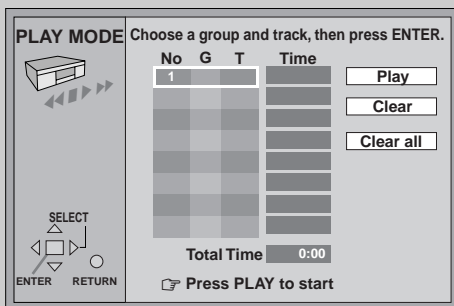 PLAY MODE
Choose a group and track, then press ENTER.
No G T Time
1
Play
Clear
Clear all
SELECT
ENTER RETURN
Total Time 0:00
☞ Press PLAY to start